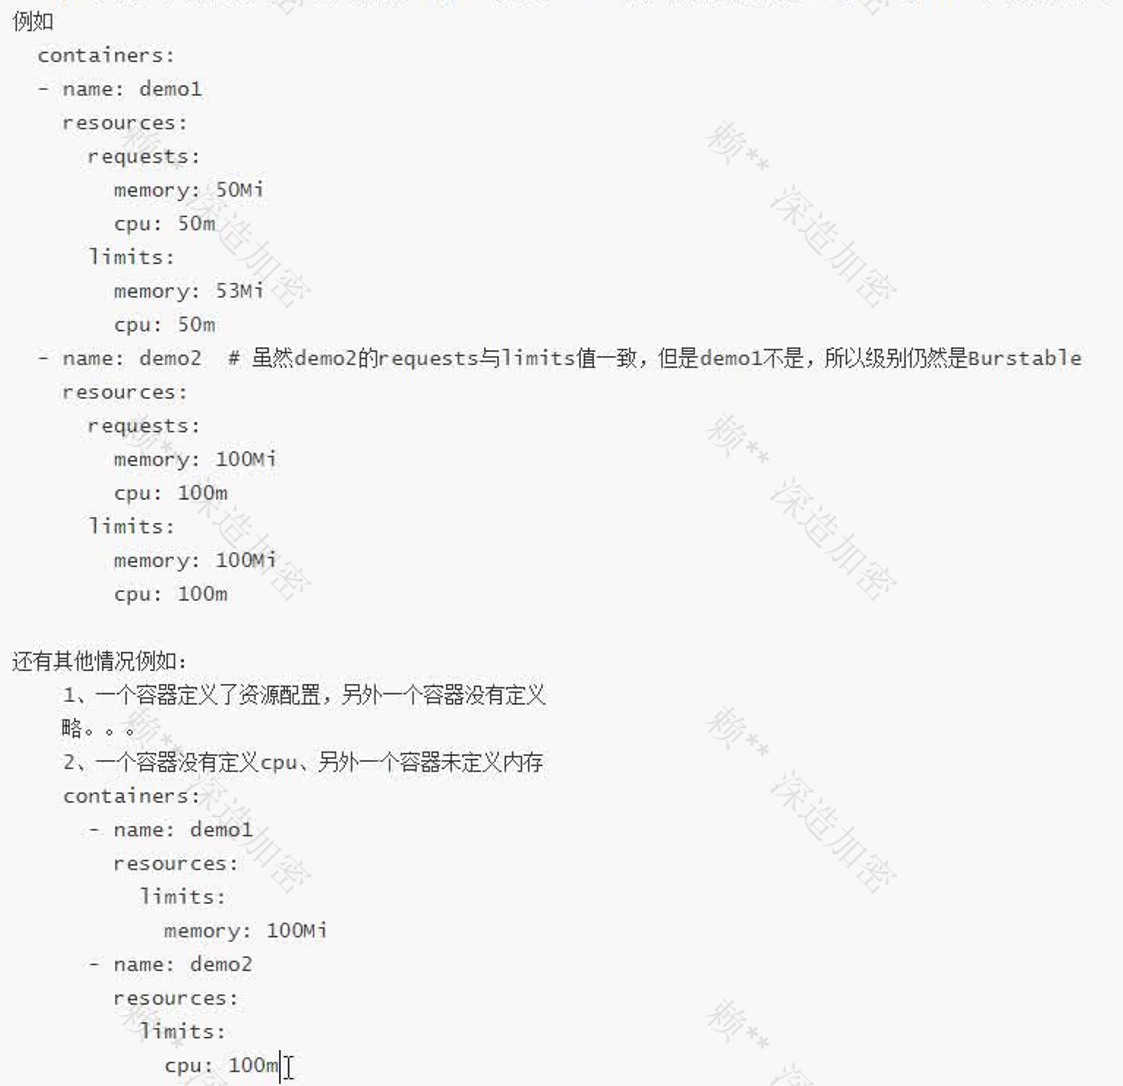 例如
  containers:
  - name: demo1
    resources:
      requests:
        memory: 50Mi
        cpu: 50m
      limits:
        memory: 53Mi
        cpu: 50m
  - name: demo2  # 虽然demo2的requests与limits值一致，但是demo1不是，所以级别仍然是Burstable
    resources:
      requests:
        memory: 100Mi
        cpu: 100m
      limits:
        memory: 100Mi
        cpu: 100m
还有其他情况例如：
    1、一个容器定义了资源配置，另外一个容器没有定义
    略。。。
    2、一个容器没有定义cpu、另外一个容器未定义内存
    containers:
      - name: demo1
        resources:
          limits:
            memory: 100Mi
      - name: demo2
        resources:
          limits:
            cpu: 100m
赖** 深造加密
赖** 深造加密
赖** 深造加密
赖** 深造加密
赖** 深造加密
赖** 深造加密
赖**
赖**